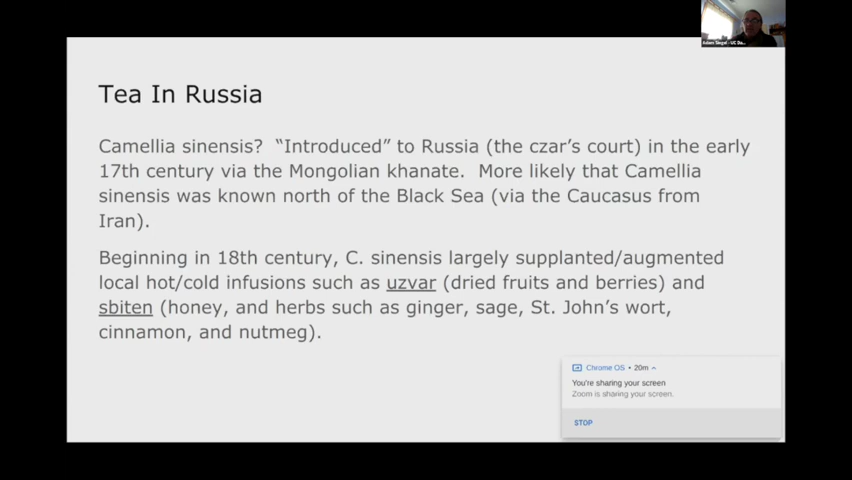 Adam Siegel - UC Da...
Tea In Russia
Camellia sinensis? “Introduced” to Russia (the czar’s court) in the early
17th century via the Mongolian khanate. More likely that Camellia
sinensis was known north of the Black Sea (via the Caucasus from
Iran).
Beginning in 18th century, C. sinensis largely supplanted/augmented
local hot/cold infusions such as uzvar (dried fruits and berries) and
sbiten (honey, and herbs such as ginger, sage, St. John’s wort,
cinnamon, and nutmeg).
Chrome OS • 20m
You're sharing your screen
Zoom is sharing your screen.
STOP